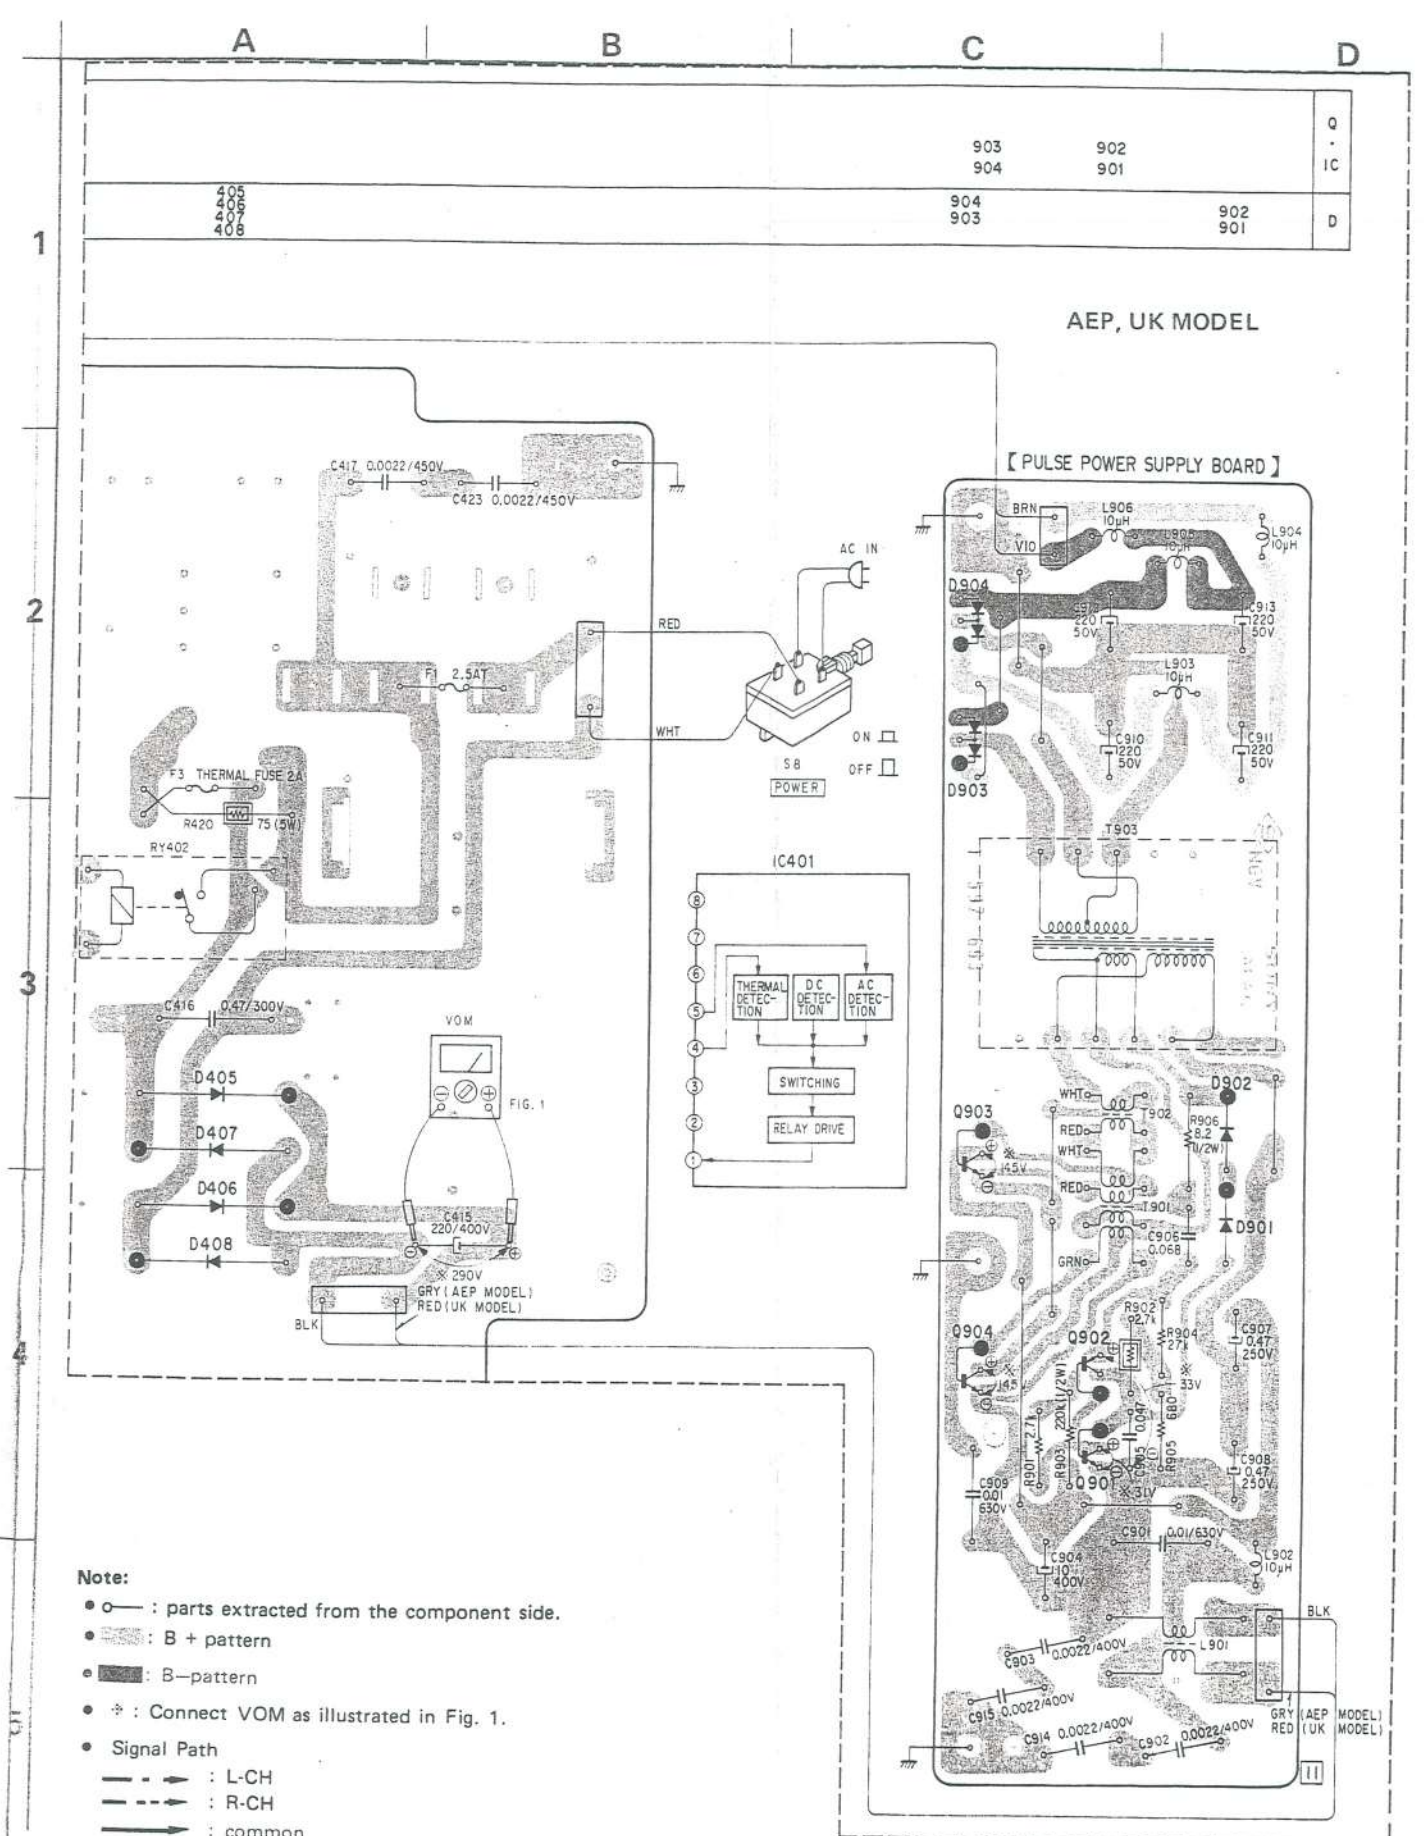 A
B
C
D
Q
·
IC
903
902
904
901
405
406
407
408
904
903
902
901
D
1
AEP, UK MODEL
2
3
4
C417 0.0022/450V
C423 0.0022/450V
F1 2.5AT
RED
WHT
AC IN
ON
OFF
S8
POWER
F3 THERMAL FUSE 2A
R420
75 (5W)
RY402
C416 0.47/300V
D405
D407
D406
D408
VOM
FIG. 1
C415
220/400V
※ 290V
GRY (AEP MODEL)
RED (UK MODEL)
BLK
IC401
8
7
6
5
4
3
2
1
THERMAL
DETEC-
TION
DC
DETEC-
TION
AC
DETEC-
TION
SWITCHING
RELAY DRIVE
【 PULSE POWER SUPPLY BOARD 】
BRN
VIO
L906
10μH
L905
10μH
L904
10μH
D904
220
50V
C913
220
50V
L903
10μH
C910
220
50V
C911
220
50V
D903
T903
WHT
T902
RED
WHT
RED
T901
GRN
R906
8.2
(1/2W)
D902
D901
C906
0.068
Q903
※
145V
Q904
※
145V
Q902
R902
2.7k
R904
27k
※
33V
C907
0.47
250V
R901 2.7k
R903 220k (1/2W)
C905 0.047
R905 680
Q901
※ 31V
C908
0.47
250V
C909
0.01
630V
C901 0.01/630V
C904
10
400V
L902
10μH
BLK
L901
C903 0.0022/400V
C915 0.0022/400V
C914 0.0022/400V
C902 0.0022/400V
GRY (AEP MODEL)
RED (UK MODEL)
11
Note:
• : parts extracted from the component side.
• : B + pattern
• : B–pattern
• ※ : Connect VOM as illustrated in Fig. 1.
• Signal Path
: L-CH
: R-CH
: common